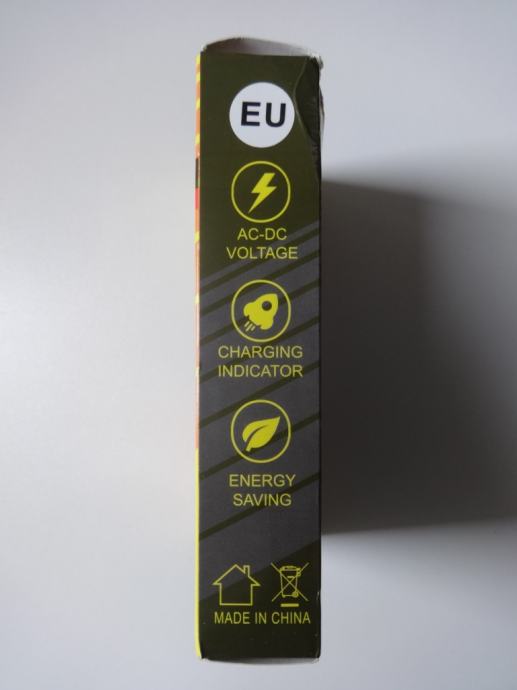 EU
AC-DC
VOLTAGE
CHARGING
INDICATOR
ENERGY
SAVING
MADE IN CHINA